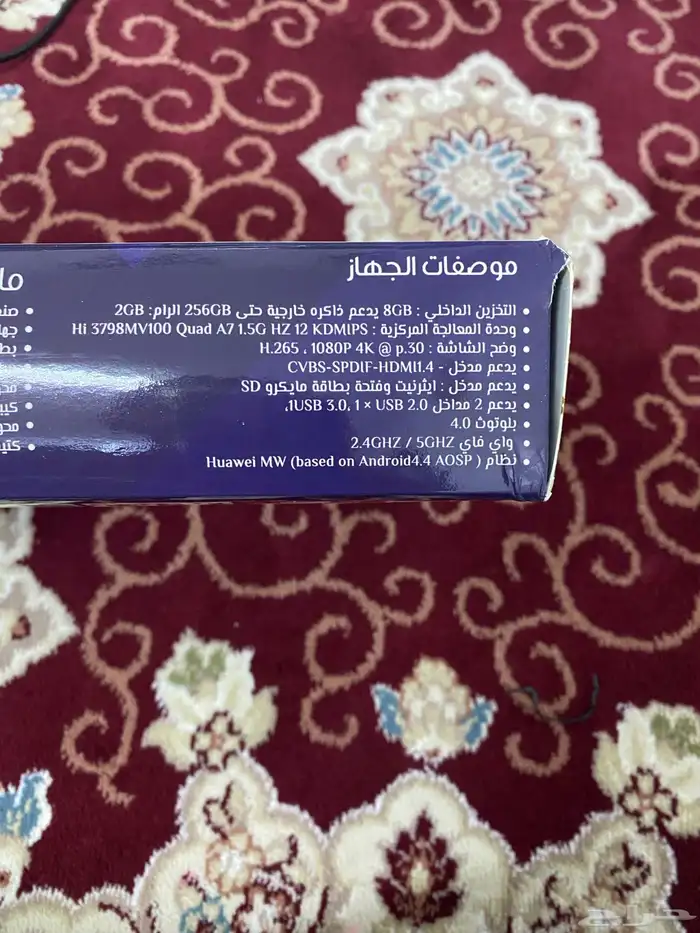 موصفات الجهاز
• التخزين الداخلي : 8GB يدعم ذاكره خارجية حتى 256GB الرام: 2GB
• وحدة المعالجة المركزية : Hi 3798MV100 Quad A7 1.5G HZ 12 KDMIPS
• وضح الشاشة : H.265 ، 1080P 4K @ p.30
• يدعم مدخل - CVBS-SPDIF-HDMI1.4
• يدعم مدخل : ايثرنيت وفتحة بطاقة مايكرو SD
• يدعم 2 مداخل 1USB 3.0, 1 × USB 2.0،
• بلوتوث 4.0
• واي فاي 2.4GHZ / 5GHZ
• نظام Huawei MW (based on Android4.4 AOSP )
حراج